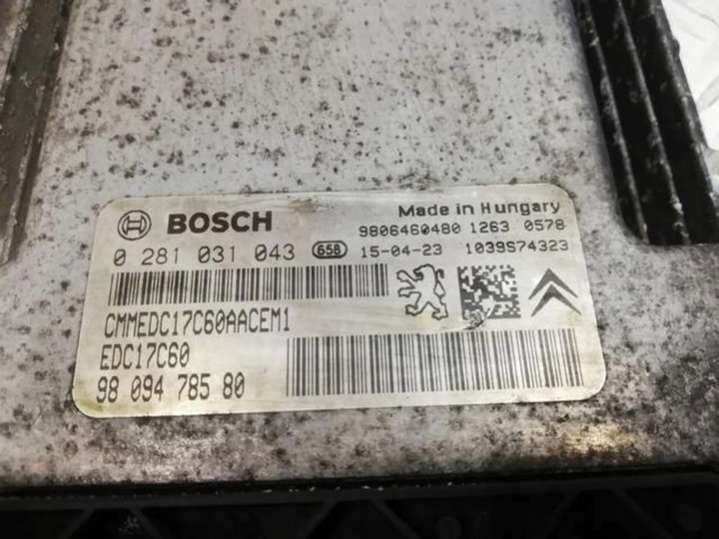 BOSCH Made in Hungary
9806460480 1263 0578
0 281 031 043 658 15-04-23 1039S74323
CMMEDC17C60AACEM1
EDC17C60
98 094 785 80